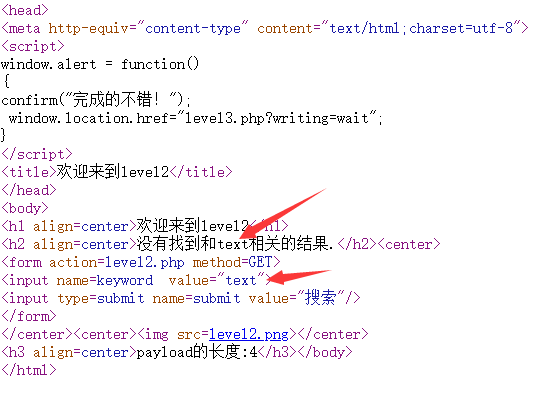 <head>
<meta http-equiv="content-type" content="text/html;charset=utf-8">
<script>
window.alert = function()
{
confirm("完成的不错！");
 window.location.href="level3.php?writing=wait";
}
</script>
<title>欢迎来到level2</title>
</head>
<body>
<h1 align=center>欢迎来到level2</h1>
<h2 align=center>没有找到和text相关的结果.</h2><center>
<form action=level2.php method=GET>
<input name=keyword  value="text">
<input type=submit name=submit value="搜索"/>
</form>
</center><center><img src=level2.png></center>
<h3 align=center>payload的长度:4</h3></body>
</html>